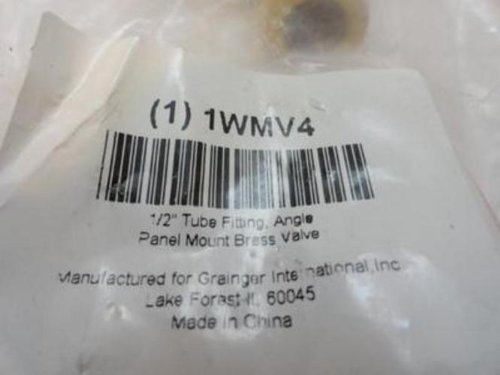 (1) 1WMV4
1/2" Tube Fitting, Angle
Panel Mount Brass Valve
Manufactured for Grainger International, Inc.
Lake Forest IL 60045
Made in China